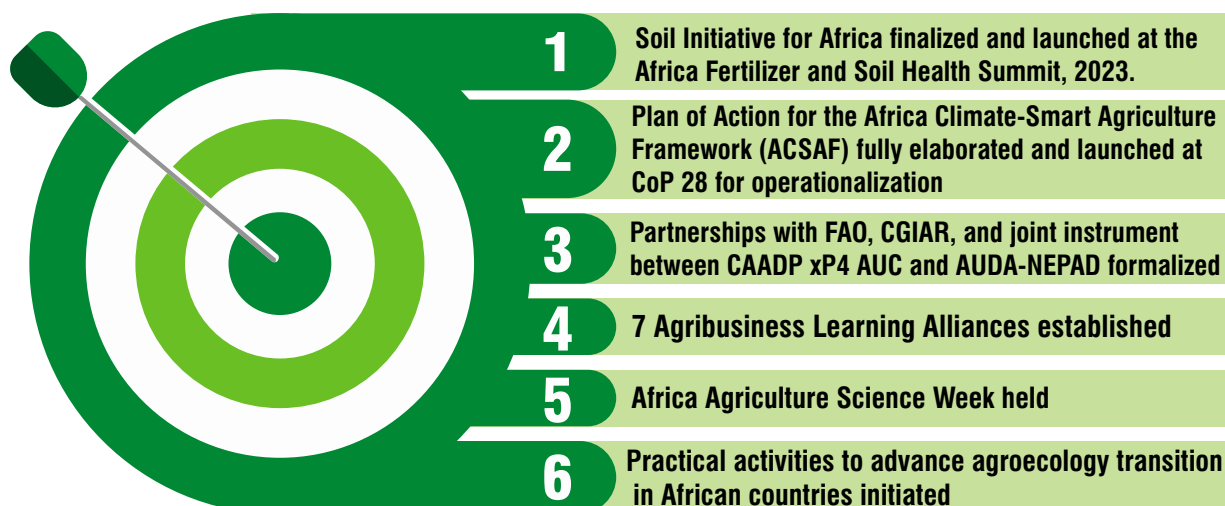 1
Soil Initiative for Africa finalized and launched at the
Africa Fertilizer and Soil Health Summit, 2023.
2
Plan of Action for the Africa Climate-Smart Agriculture
Framework (ACSAF) fully elaborated and launched at
CoP 28 for operationalization
3
Partnerships with FAO, CGIAR, and joint instrument
between CAADP xP4 AUC and AUDA-NEPAD formalized
4
7 Agribusiness Learning Alliances established
5
Africa Agriculture Science Week held
6
Practical activities to advance agroecology transition
in African countries initiated